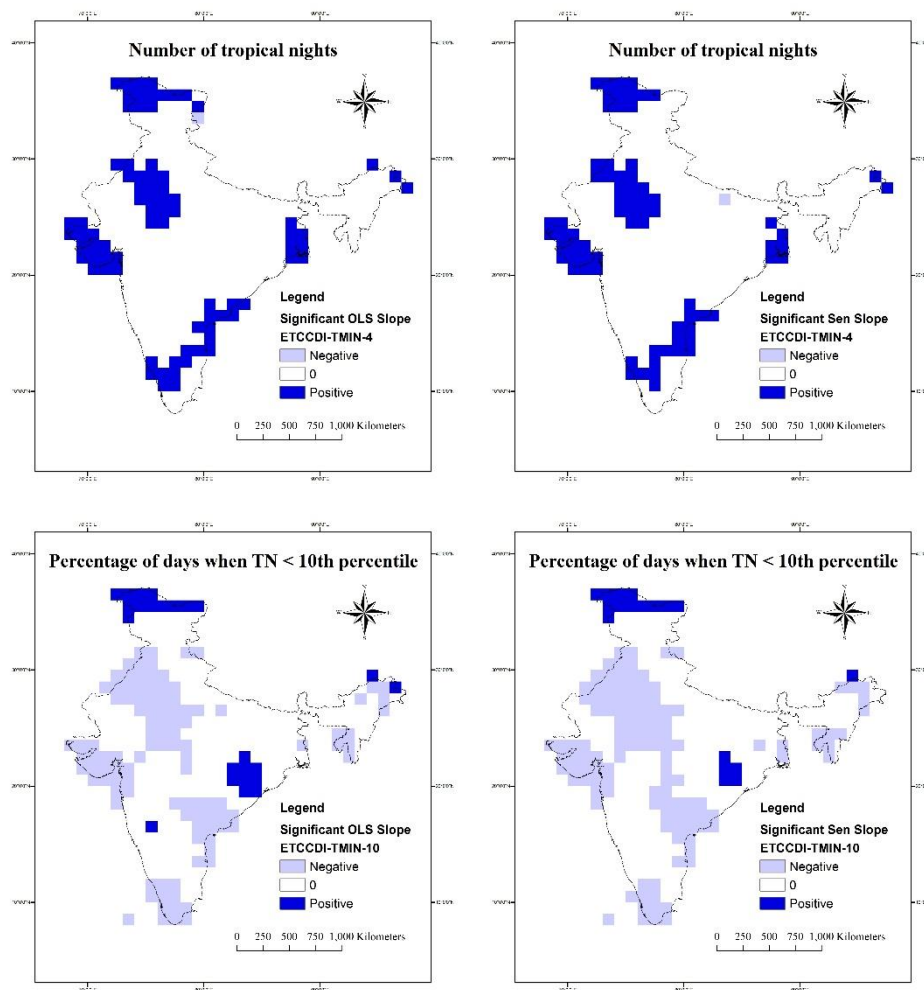 Number of tropical nights
Legend
Significant OLS Slope
ETCCDI-TMIN-4
Negative
0
Positive
0 250 500 750 1,000 Kilometers
Number of tropical nights
Legend
Significant Sen Slope
ETCCDI-TMIN-4
Negative
0
Positive
0 250 500 750 1,000 Kilometers
Percentage of days when TN < 10th percentile
Legend
Significant OLS Slope
ETCCDI-TMIN-10
Negative
0
Positive
0 250 500 750 1,000 Kilometers
Percentage of days when TN < 10th percentile
Legend
Significant Sen Slope
ETCCDI-TMIN-10
Negative
0
Positive
0 250 500 750 1,000 Kilometers